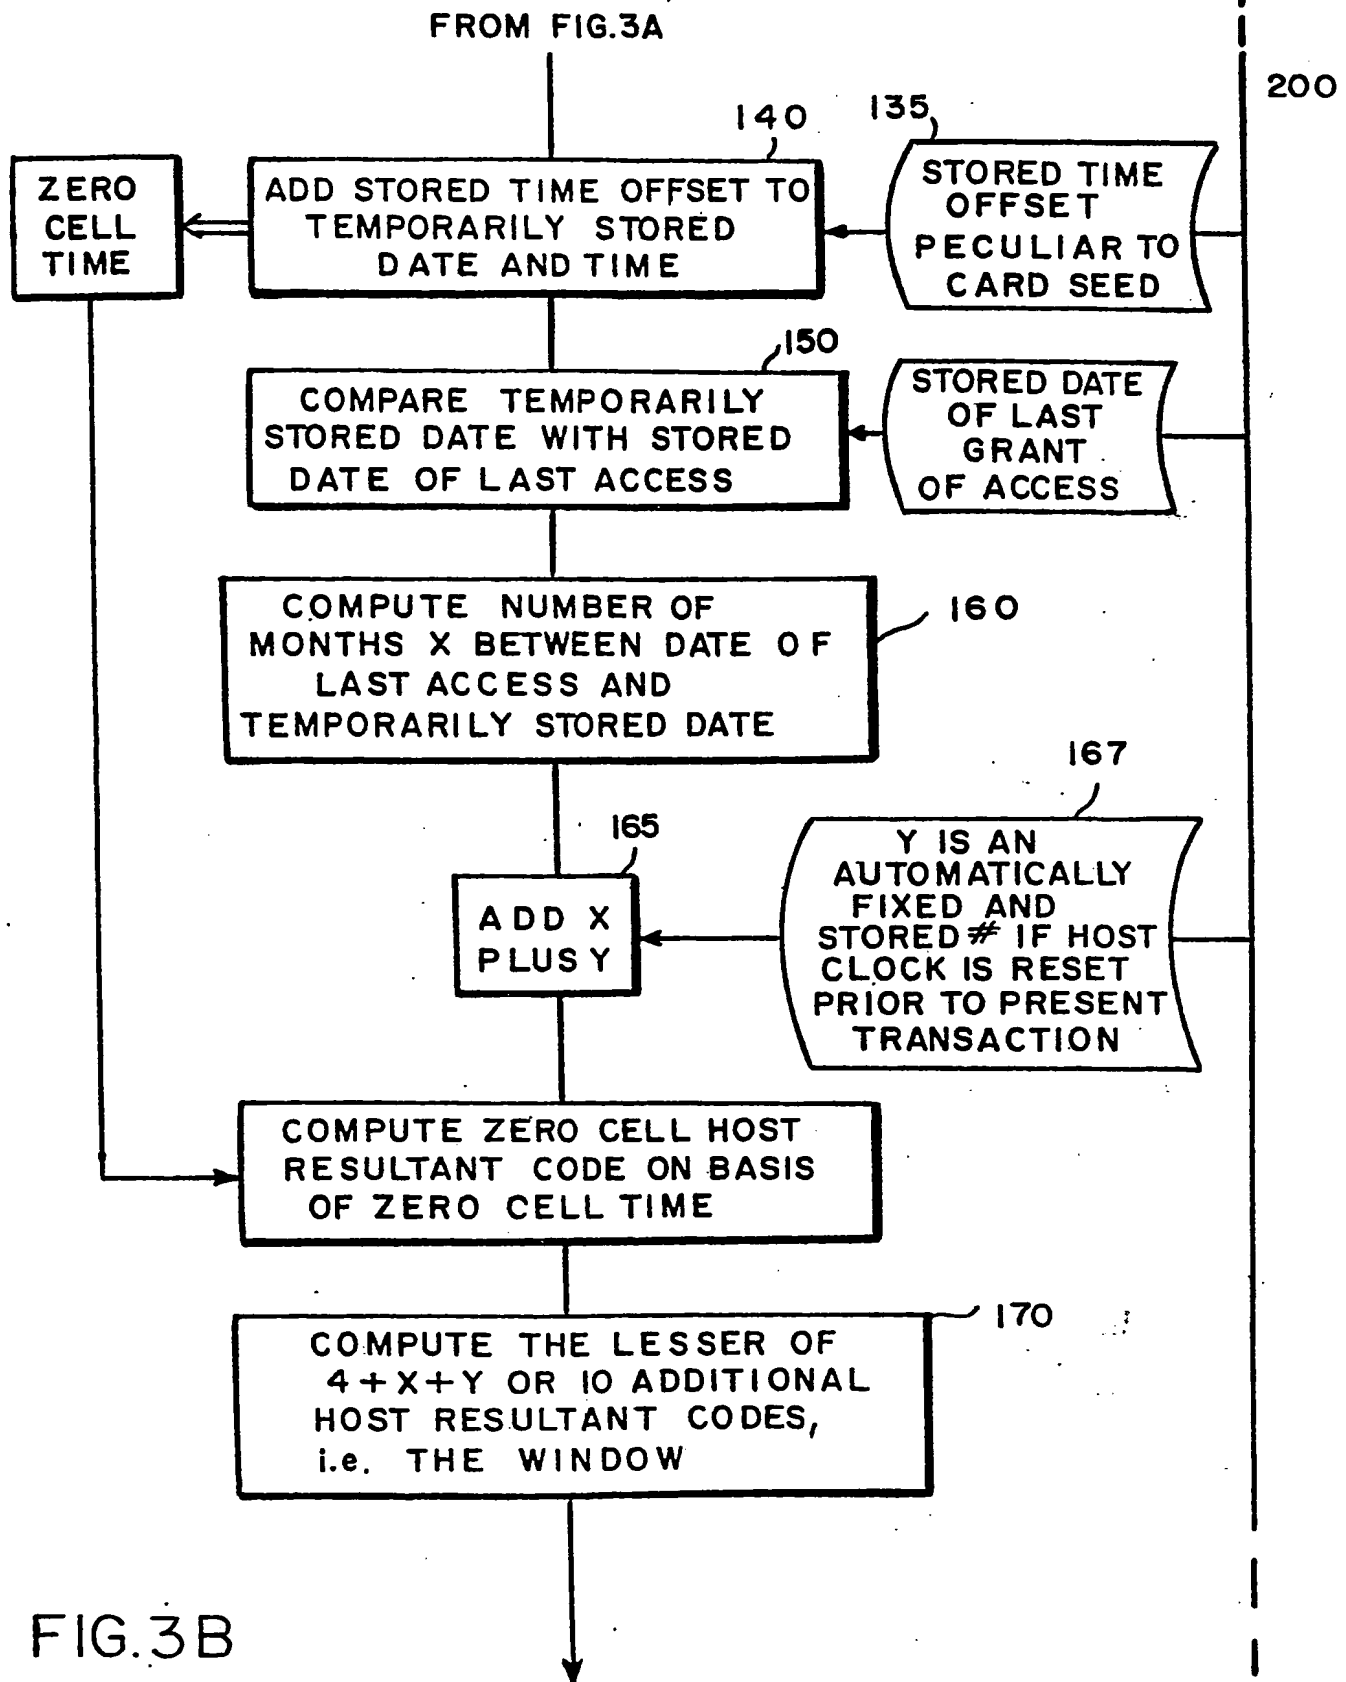 FROM FIG.3A
200
140
135
ZERO
CELL
TIME
ADD STORED TIME OFFSET TO
TEMPORARILY STORED
DATE AND TIME
STORED TIME
OFFSET
PECULIAR TO
CARD SEED
150
COMPARE TEMPORARILY
STORED DATE WITH STORED
DATE OF LAST ACCESS
STORED DATE
OF LAST
GRANT
OF ACCESS
160
COMPUTE NUMBER OF
MONTHS X BETWEEN DATE OF
LAST ACCESS AND
TEMPORARILY STORED DATE
167
165
ADD X
PLUS Y
Y IS AN
AUTOMATICALLY
FIXED AND
STORED # IF HOST
CLOCK IS RESET
PRIOR TO PRESENT
TRANSACTION
COMPUTE ZERO CELL HOST
RESULTANT CODE ON BASIS
OF ZERO CELL TIME
170
COMPUTE THE LESSER OF
4+X+Y OR 10 ADDITIONAL
HOST RESULTANT CODES,
i.e. THE WINDOW
FIG.3B